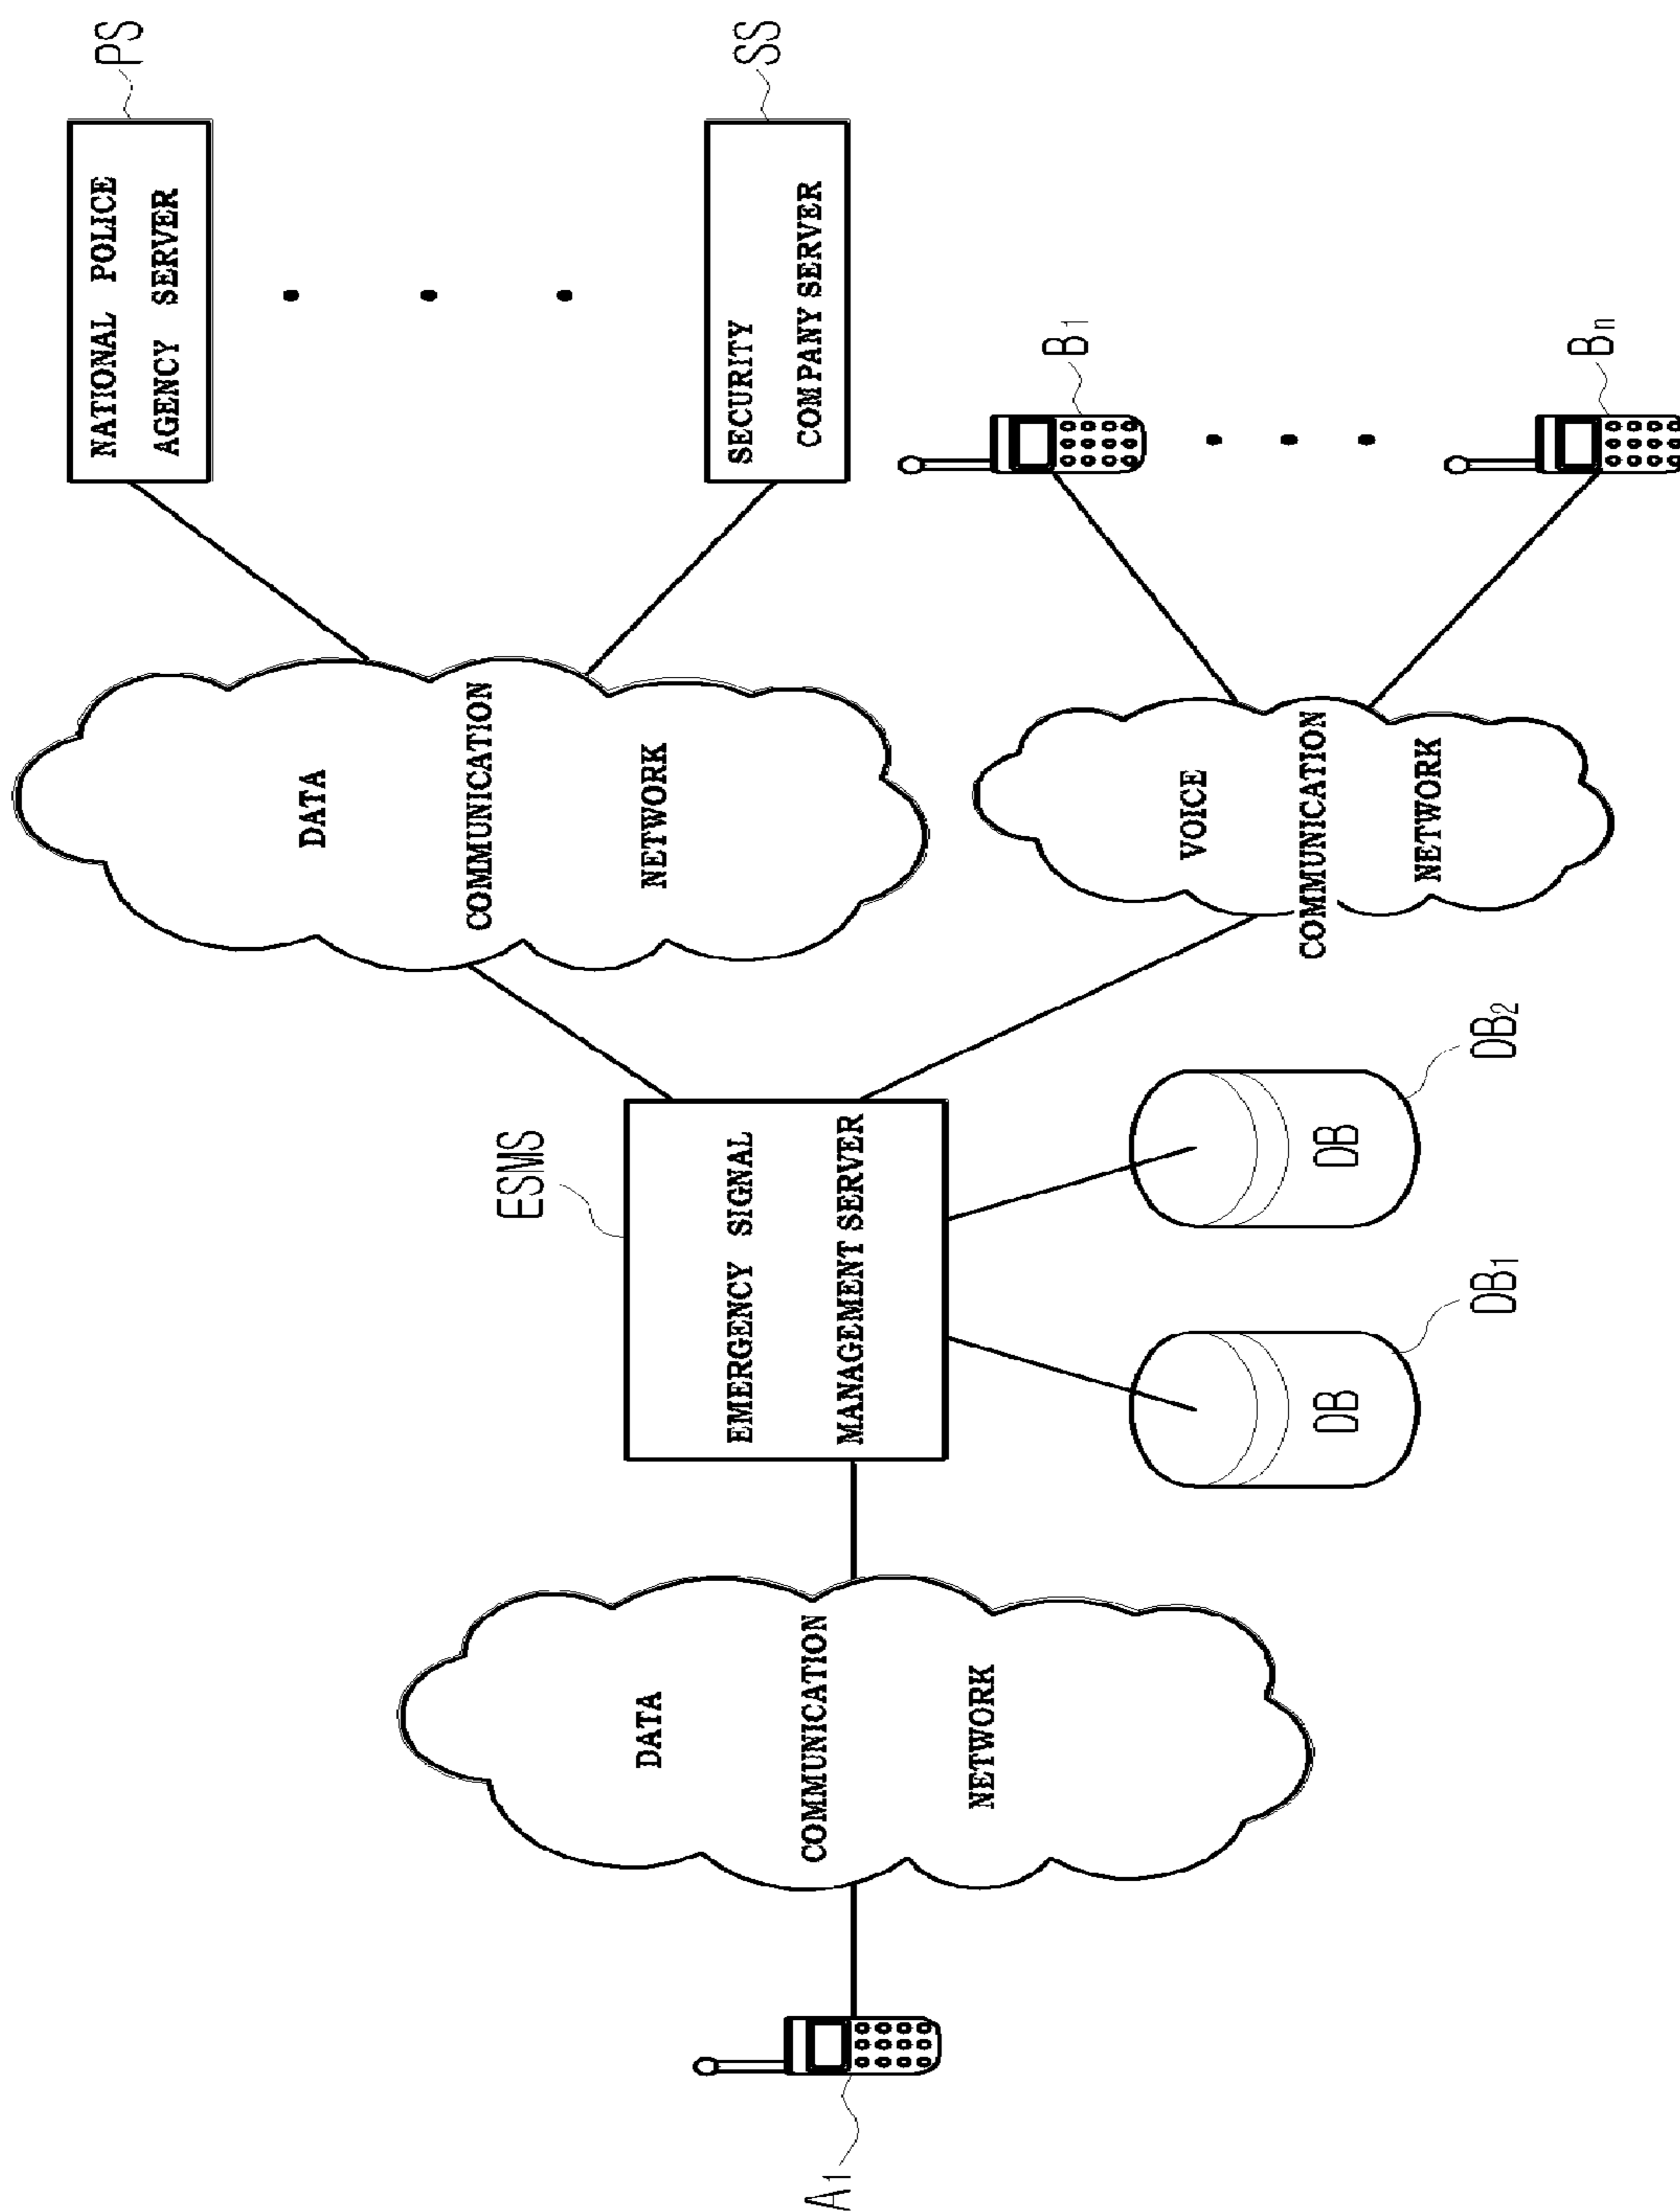 A1
DATA
COMMUNICATION
NETWORK
ESMS
EMERGENCY SIGNAL
MANAGEMENT SERVER
DB
DB1
DB
DB2
DATA
COMMUNICATION
NETWORK
VOICE
COMMUNICATION
NETWORK
NATIONAL POLICE
AGENCY SERVER
PS
SECURITY
COMPANY SERVER
SS
B1
Bn